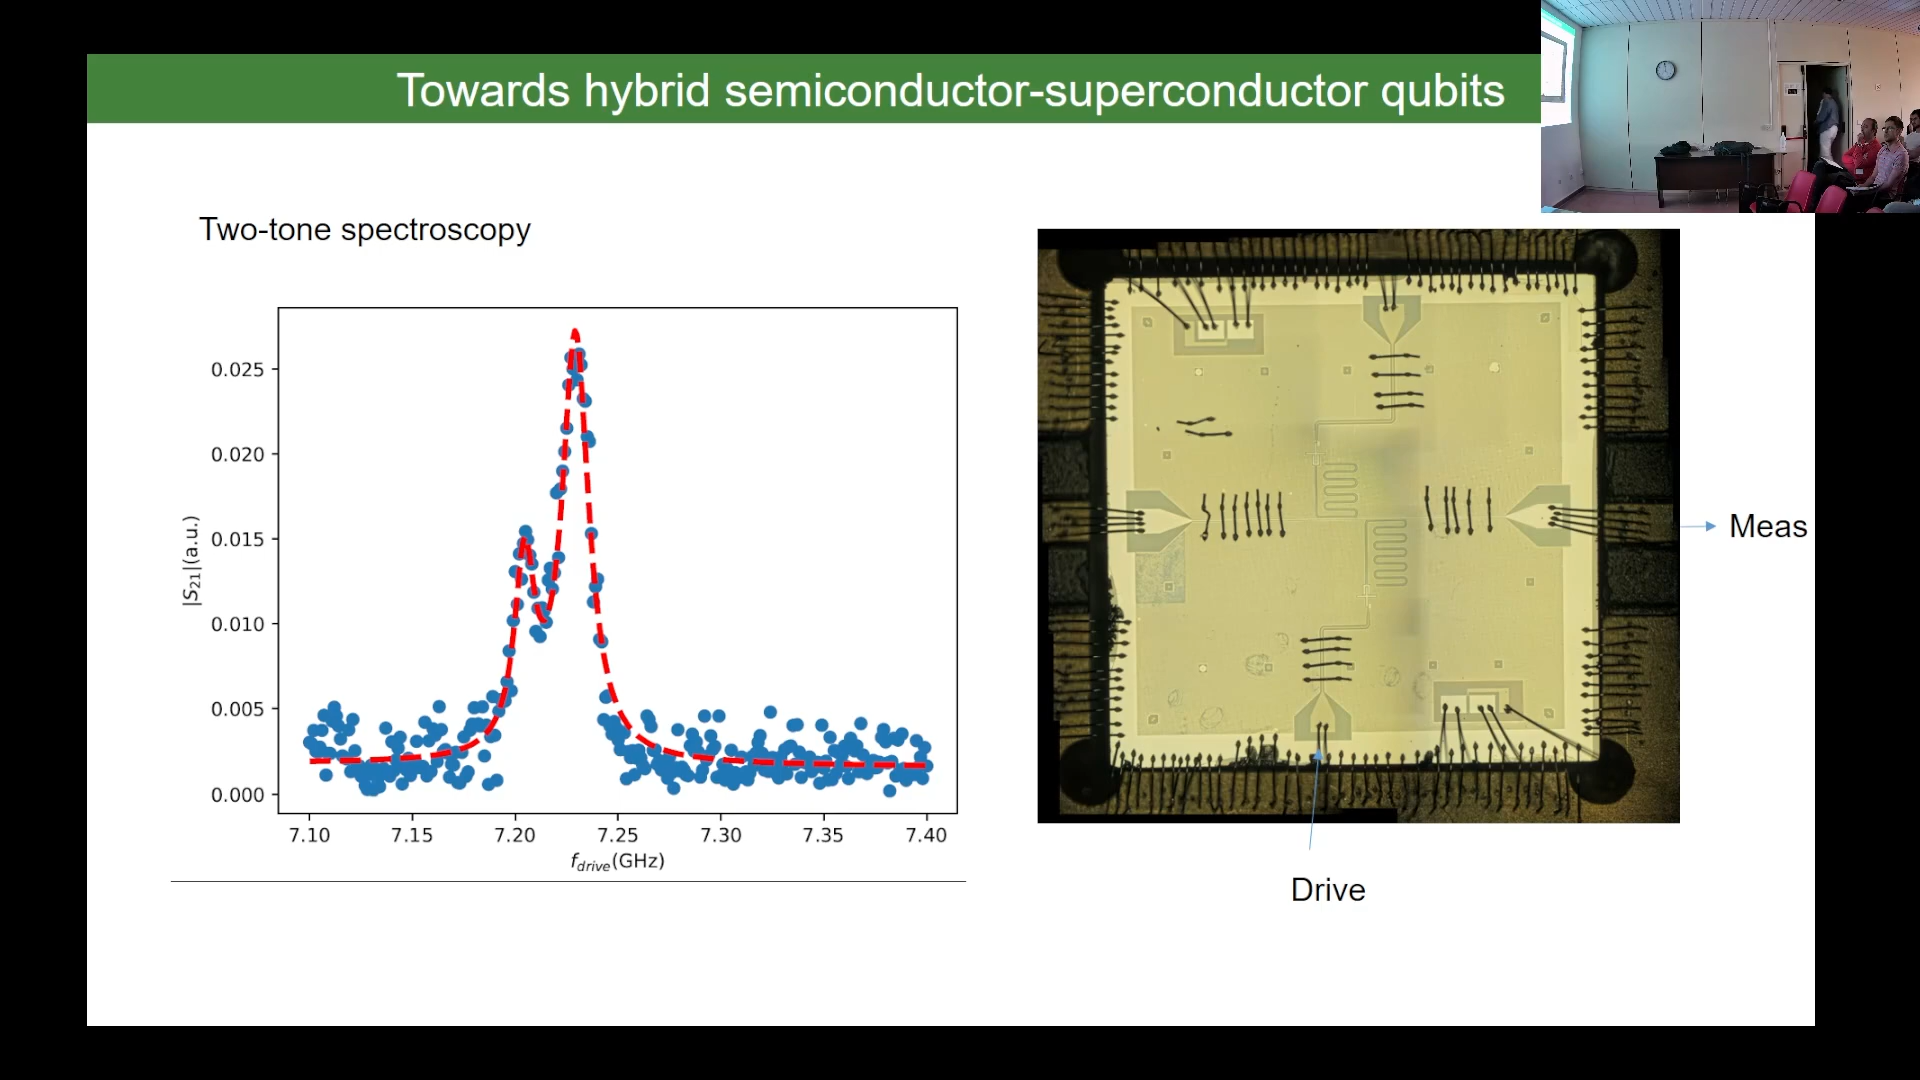 Towards hybrid semiconductor-superconductor qubits
Two-tone spectroscopy
|S21|(a.u.)
0.025
0.020
0.015
0.010
0.005
0.000
7.10 7.15 7.20 7.25 7.30 7.35 7.40
fdrive(GHz)
Meas
Drive